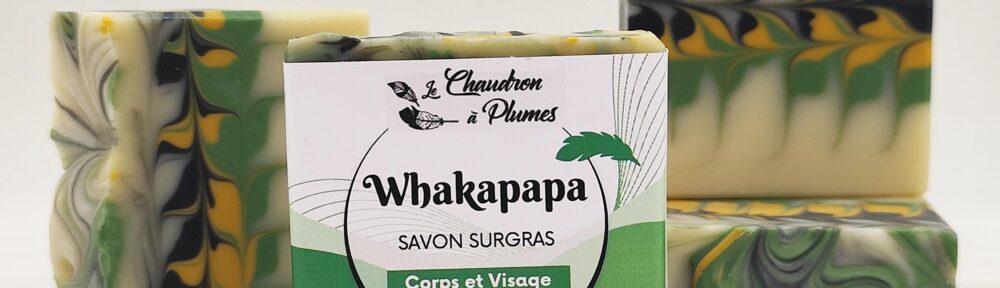 Le Chaudron
à Plumes
Whakapapa
SAVON SURGRAS
Corps et Visage